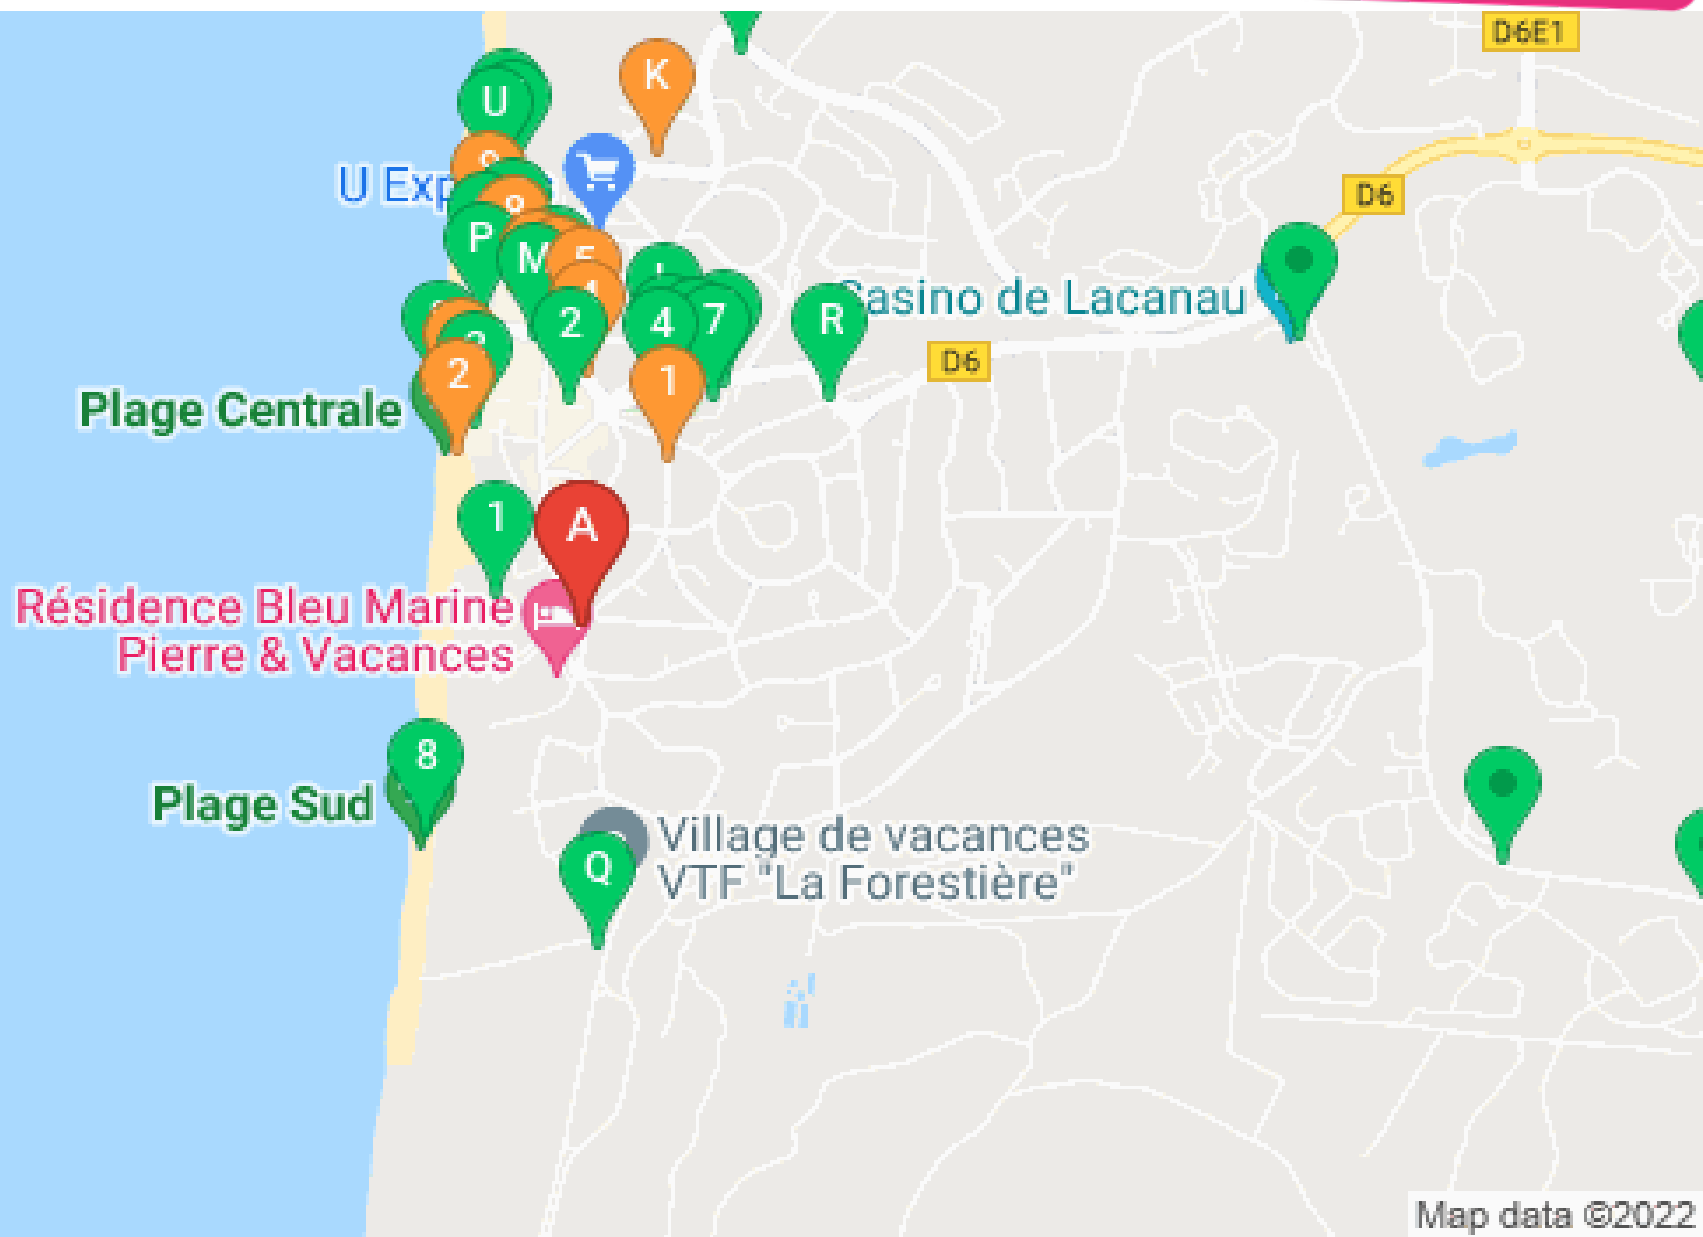 D6E1
K
U
U Exp
D6
P
M
Casino de Lacanau
2
4
7
R
D6
2
1
Plage Centrale
1
A
Résidence Bleu Marine
Pierre & Vacances
8
Plage Sud
Village de vacances
VTF "La Forestière"
Q
Map data ©2022